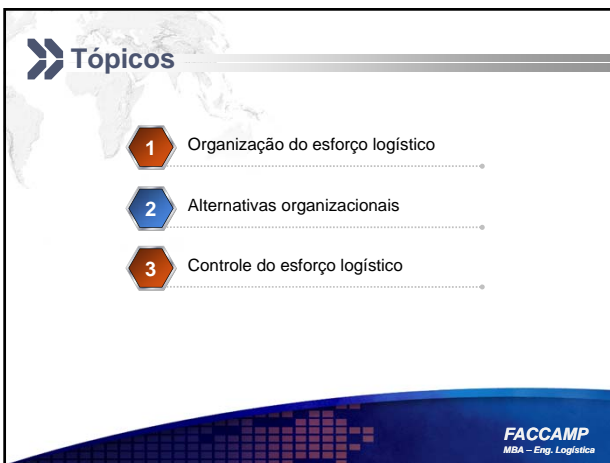 Tópicos
1 Organização do esforço logístico
2 Alternativas organizacionais
3 Controle do esforço logístico
FACCAMP
MBA – Eng. Logística